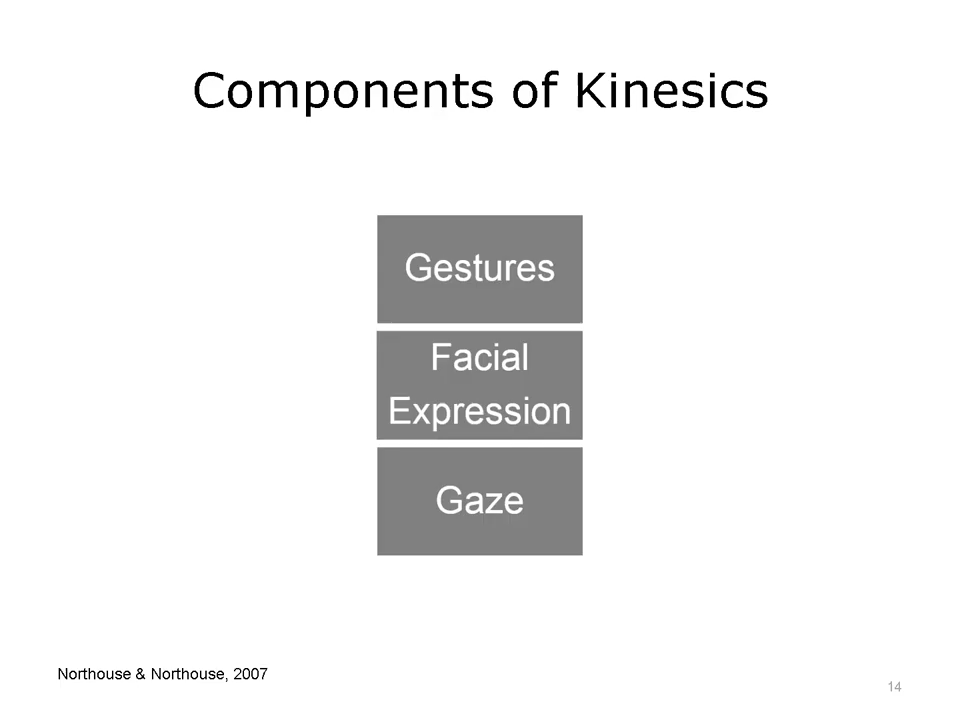 Components of Kinesics
Gestures
Facial
Expression
Gaze
Northouse & Northouse, 2007
14